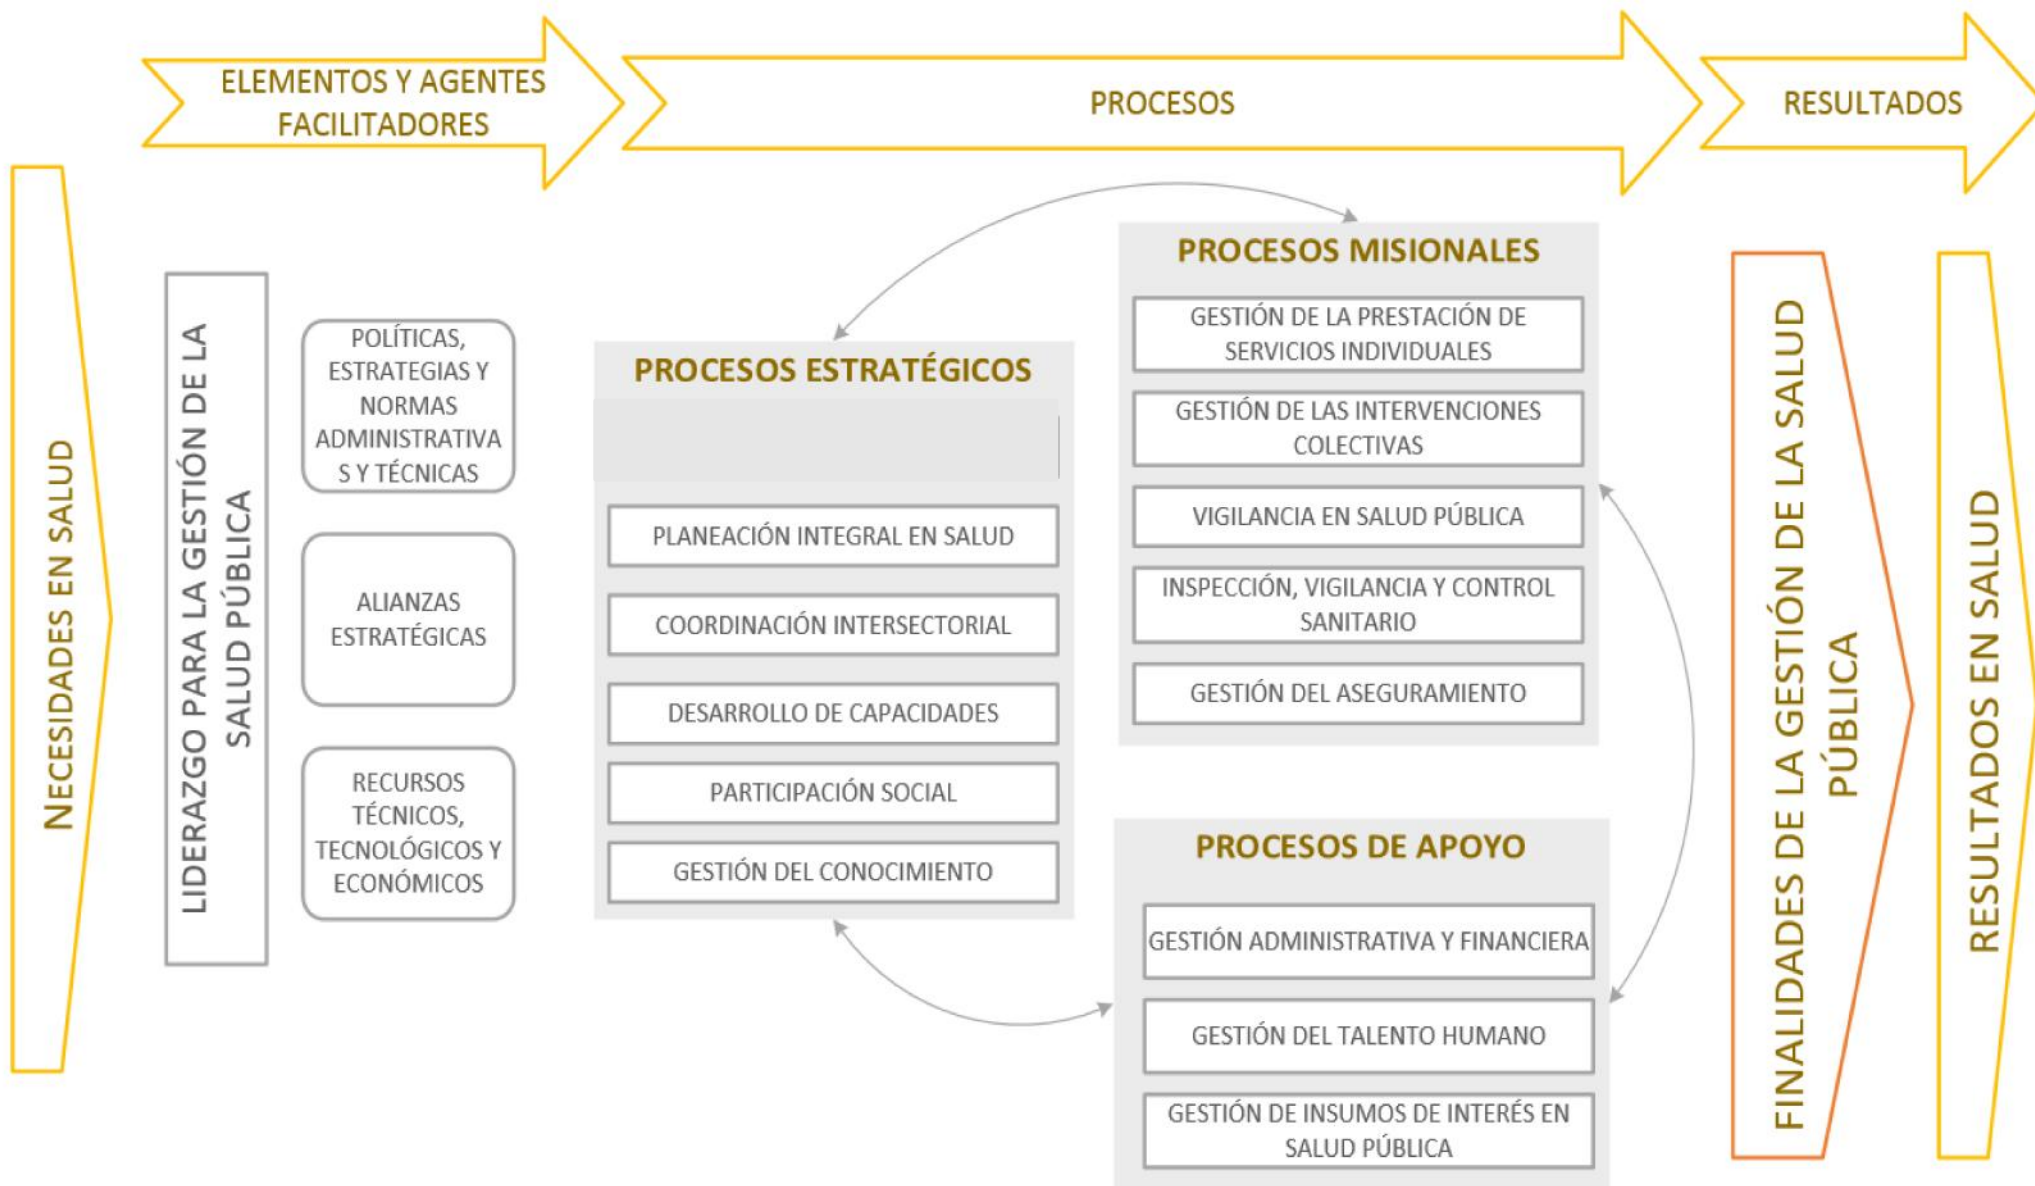 ELEMENTOS Y AGENTES
FACILITADORES
PROCESOS
RESULTADOS
NECESIDADES EN SALUD
LIDERAZGO PARA LA GESTIÓN DE LA
SALUD PÚBLICA
POLÍTICAS,
ESTRATEGIAS Y
NORMAS
ADMINISTRATIVA
S Y TÉCNICAS
ALIANZAS
ESTRATÉGICAS
RECURSOS
TÉCNICOS,
TECNOLÓGICOS Y
ECONÓMICOS
PROCESOS ESTRATÉGICOS
PLANEACIÓN INTEGRAL EN SALUD
COORDINACIÓN INTERSECTORIAL
DESARROLLO DE CAPACIDADES
PARTICIPACIÓN SOCIAL
GESTIÓN DEL CONOCIMIENTO
PROCESOS MISIONALES
GESTIÓN DE LA PRESTACIÓN DE
SERVICIOS INDIVIDUALES
GESTIÓN DE LAS INTERVENCIONES
COLECTIVAS
VIGILANCIA EN SALUD PÚBLICA
INSPECCIÓN, VIGILANCIA Y CONTROL
SANITARIO
GESTIÓN DEL ASEGURAMIENTO
PROCESOS DE APOYO
GESTIÓN ADMINISTRATIVA Y FINANCIERA
GESTIÓN DEL TALENTO HUMANO
GESTIÓN DE INSUMOS DE INTERÉS EN
SALUD PÚBLICA
FINALIDADES DE LA GESTIÓN DE LA SALUD
PÚBLICA
RESULTADOS EN SALUD